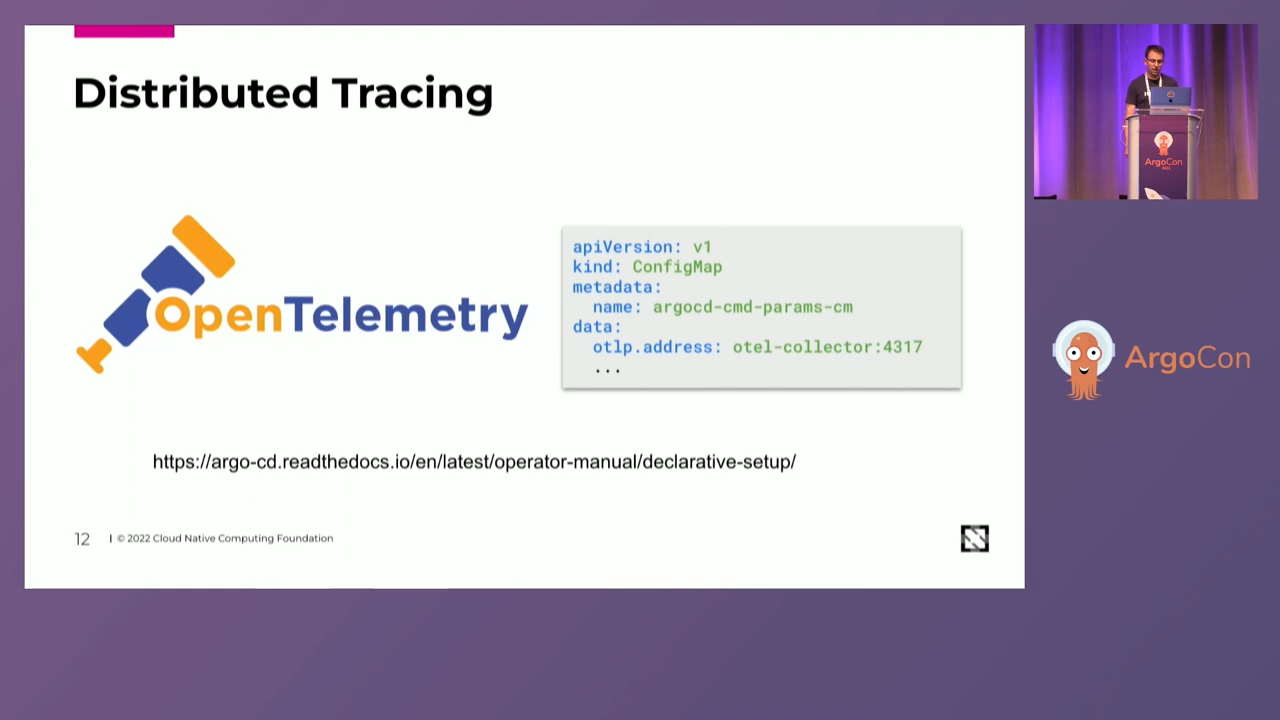 Distributed Tracing
OpenTelemetry
apiVersion: v1
kind: ConfigMap
metadata:
name: argocd-cmd-params-cm
data:
otlp.address: otel-collector:4317
...
https://argo-cd.readthedocs.io/en/latest/operator-manual/declarative-setup/
12 | © 2022 Cloud Native Computing Foundation
ArgoCon
ArgoCon